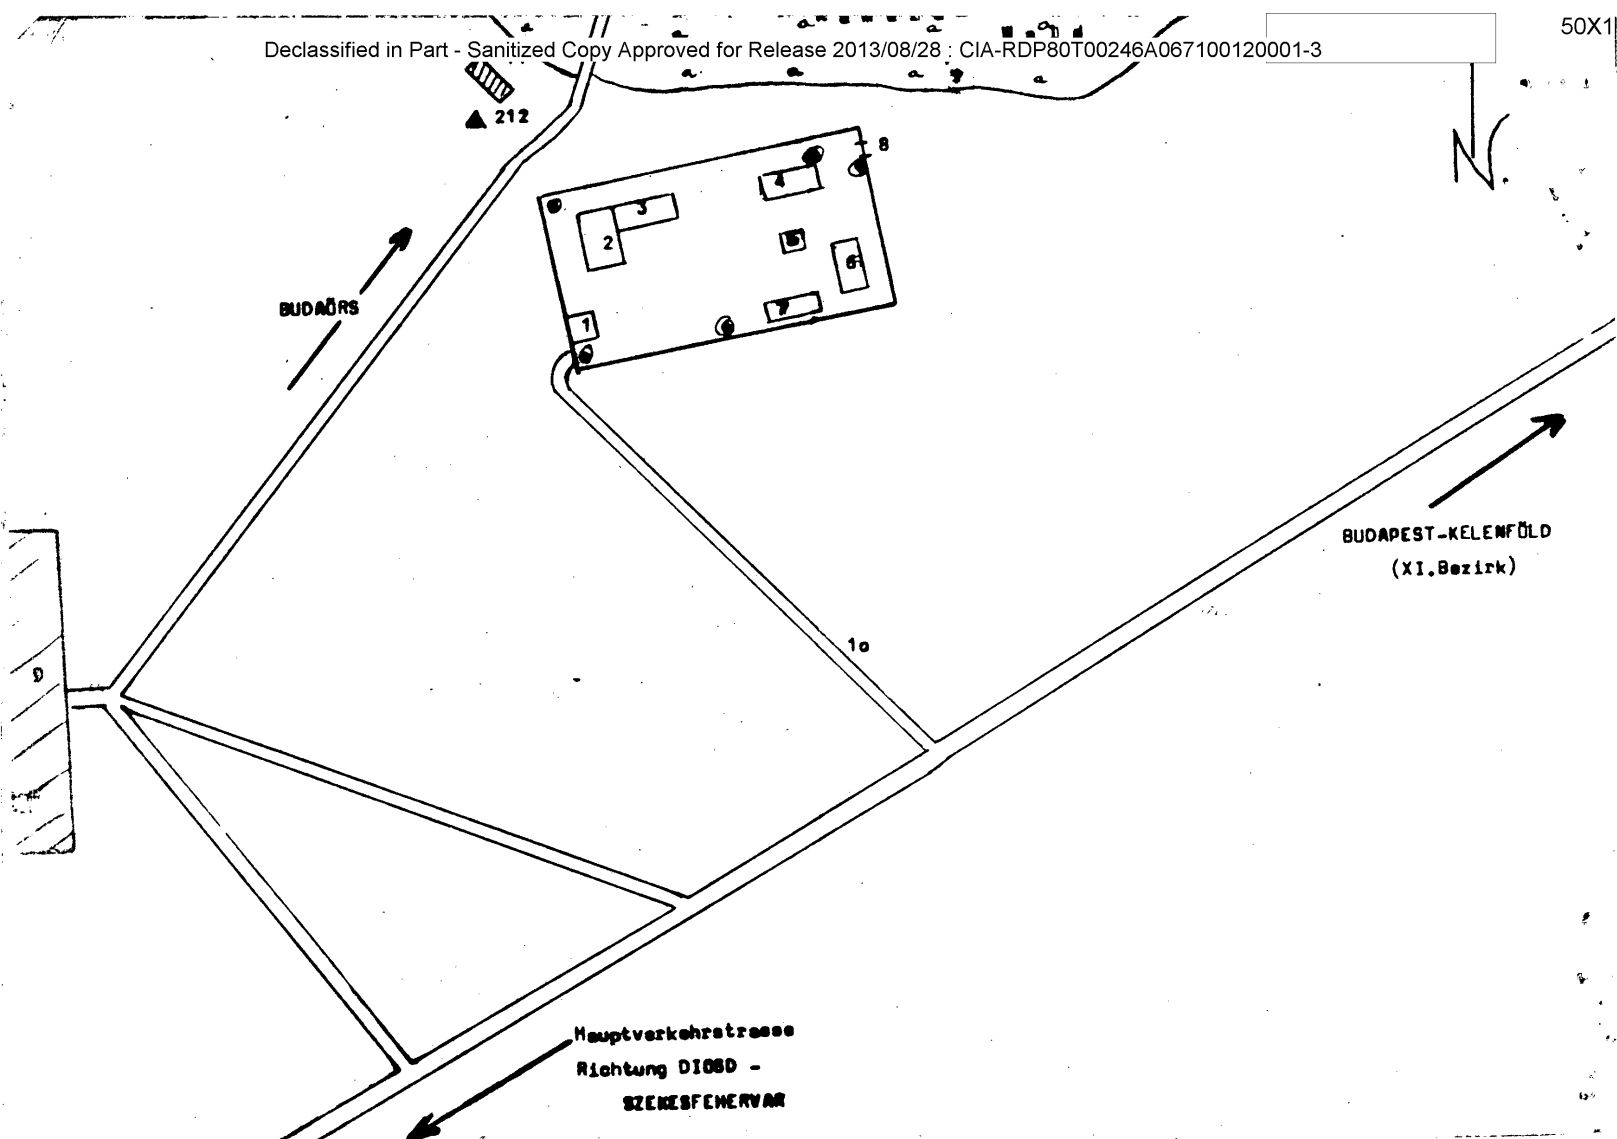 50X1
Declassified in Part - Sanitized Copy Approved for Release 2013/08/28 : CIA-RDP80T00246A067100120001-3
a a a a a
a a a a
212
N.
8
4
3
2
5
6
7
1
BUDAÖRS
BUDAPEST-KELENFÖLD
(XI.Bezirk)
1o
D
Hauptverkehrstrasse
Richtung DIOSD -
SZEKESFEHERVAR